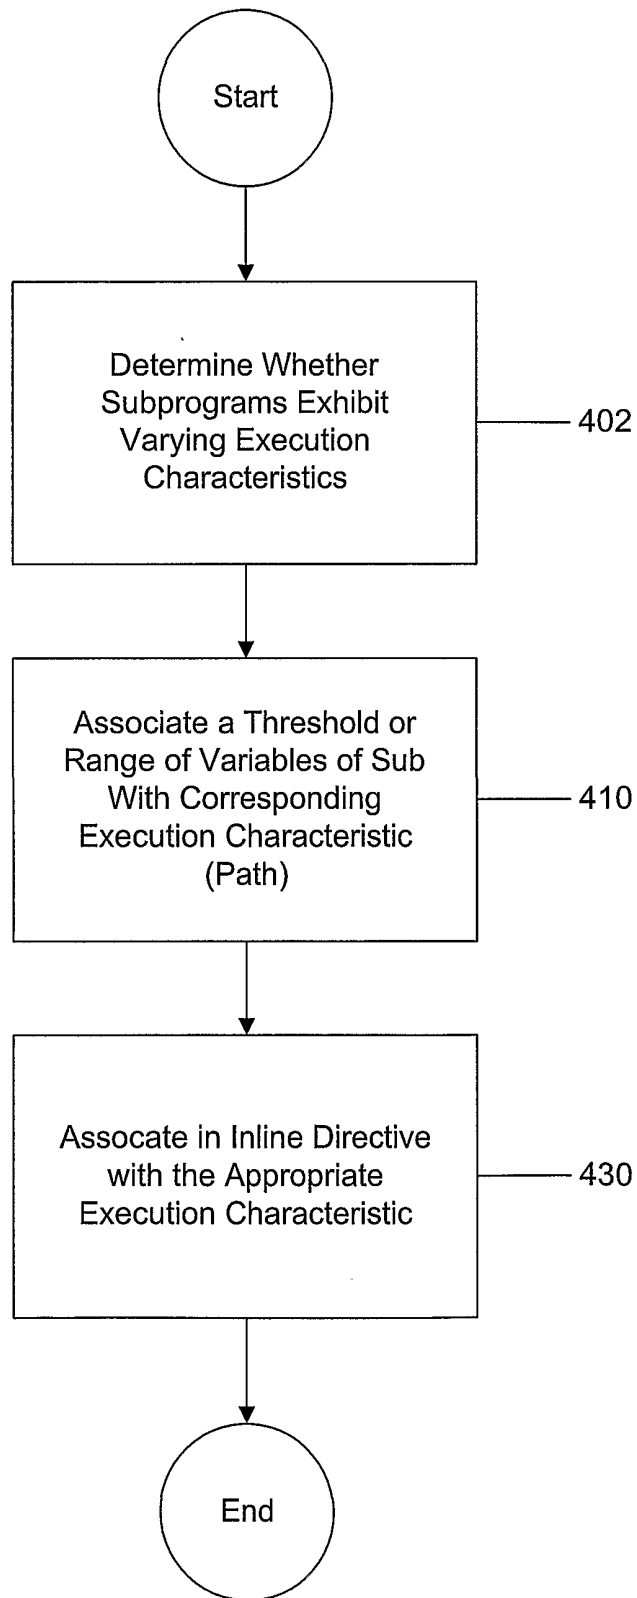 Start
Determine Whether
Subprograms Exhibit
Varying Execution
Characteristics
402
Associate a Threshold or
Range of Variables of Sub
With Corresponding
Execution Characteristic
(Path)
410
Assocate in Inline Directive
with the Appropriate
Execution Characteristic
430
End